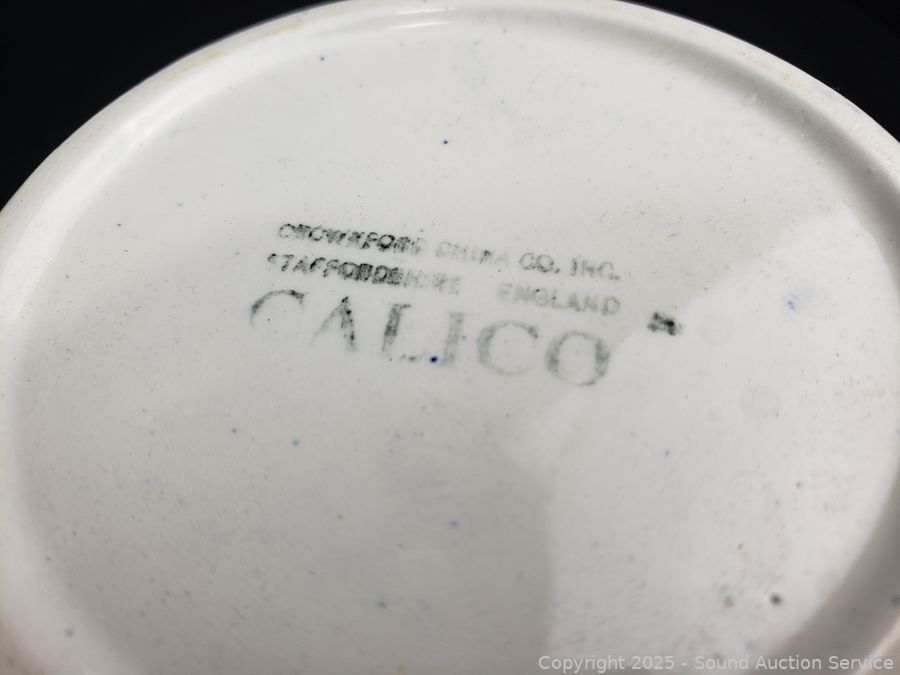 CROWNFORD CHINA CO. INC.
STAFFORDSHIRE ENGLAND
CALICO
Copyright © 2025 - Sound Auction Service